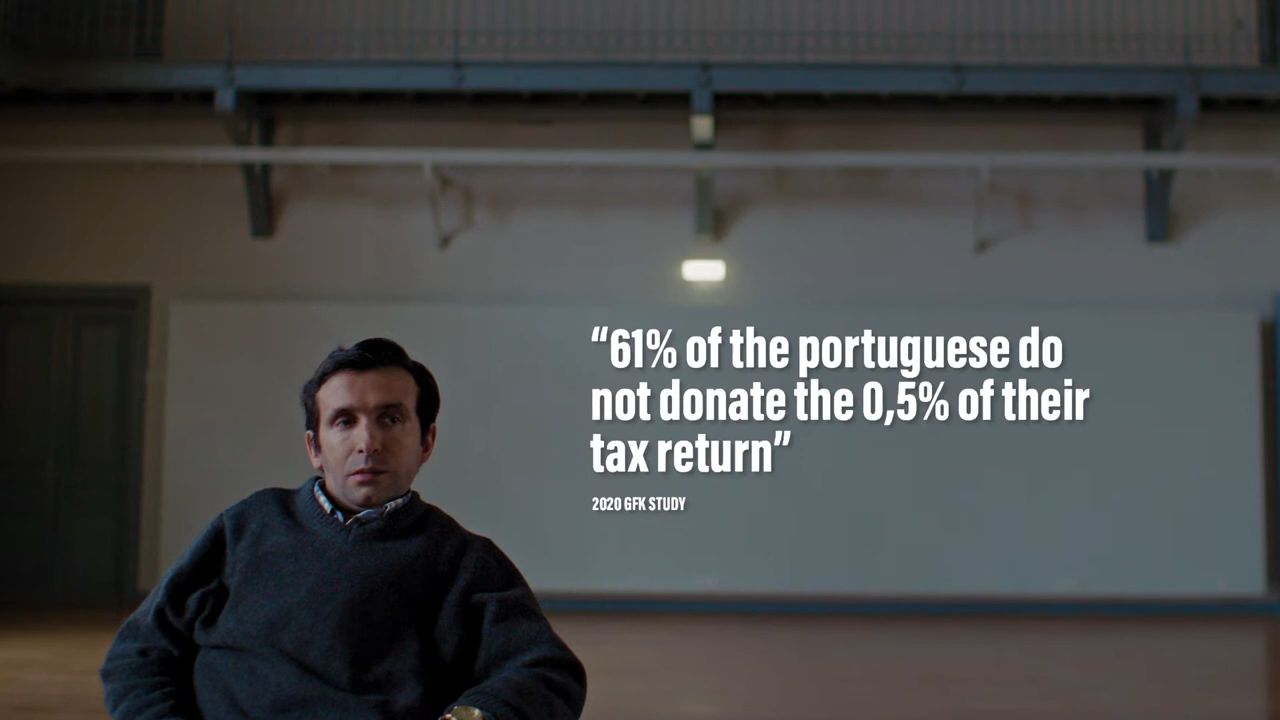 “61% of the portuguese do
not donate the 0,5% of their
tax return”
2020 GFK STUDY